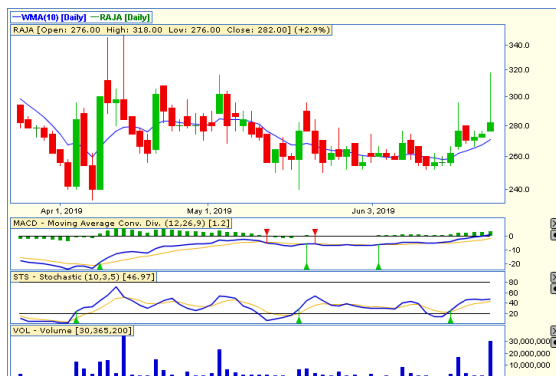 WMA(10) [Daily] RAJA [Daily]
RAJA [Open: 276.00 High: 318.00 Low: 276.00 Close: 282.00] (+2.9%)
340.0
320.0
300.0
280.0
260.0
240.0
Apr 1, 2019 May 1, 2019 Jun 3, 2019
MACD - Moving Average Conv. Div. (12,26,9) [1.2]
0
-10
-20
STS - Stochastic (10,3,5) [46.97]
80
60
40
20
VOL - Volume [30,365,200]
30,000,000
20,000,000
10,000,000